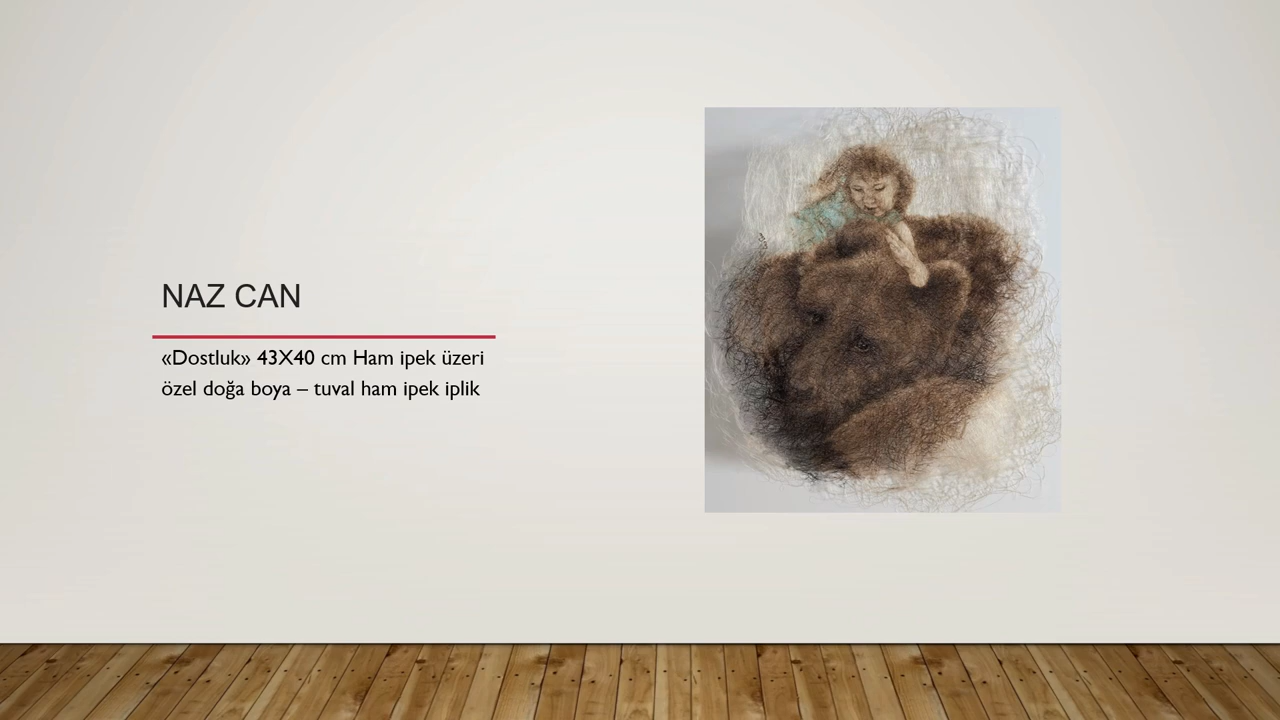 NAZ CAN
«Dostluk» 43X40 cm Ham ipek üzeri
özel doğa boya – tuval ham ipek iplik